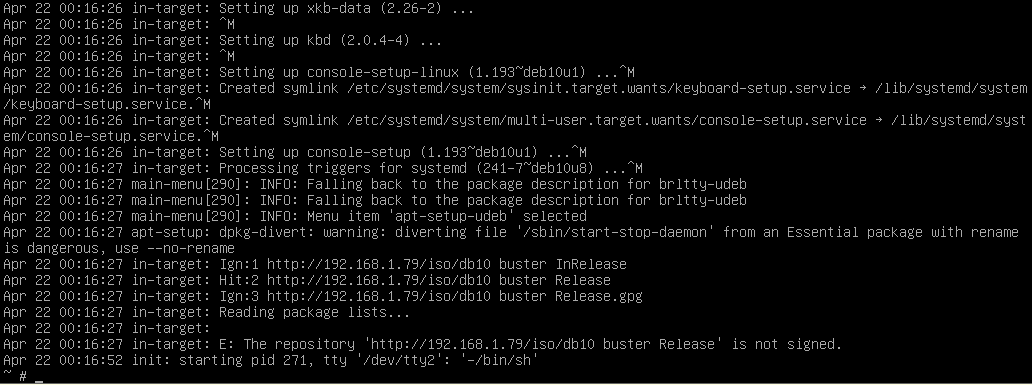 Apr 22 00:16:26 in-target: Setting up xkb-data (2.26-2) ...
Apr 22 00:16:26 in-target: ^M
Apr 22 00:16:26 in-target: Setting up kbd (2.0.4-4) ...
Apr 22 00:16:26 in-target: ^M
Apr 22 00:16:26 in-target: Setting up console-setup-linux (1.193~deb10u1) ...^M
Apr 22 00:16:26 in-target: Created symlink /etc/systemd/system/sysinit.target.wants/keyboard-setup.service → /lib/systemd/system
/keyboard-setup.service.^M
Apr 22 00:16:26 in-target: Created symlink /etc/systemd/system/multi-user.target.wants/console-setup.service → /lib/systemd/syst
em/console-setup.service.^M
Apr 22 00:16:26 in-target: Setting up console-setup (1.193~deb10u1) ...^M
Apr 22 00:16:27 in-target: Processing triggers for systemd (241-7~deb10u8) ...^M
Apr 22 00:16:27 main-menu[290]: INFO: Falling back to the package description for brltty-udeb
Apr 22 00:16:27 main-menu[290]: INFO: Falling back to the package description for brltty-udeb
Apr 22 00:16:27 main-menu[290]: INFO: Menu item 'apt-setup-udeb' selected
Apr 22 00:16:27 apt-setup: dpkg-divert: warning: diverting file '/sbin/start-stop-daemon' from an Essential package with rename
is dangerous, use --no-rename
Apr 22 00:16:27 in-target: Ign:1 http://192.168.1.79/iso/db10 buster InRelease
Apr 22 00:16:27 in-target: Hit:2 http://192.168.1.79/iso/db10 buster Release
Apr 22 00:16:27 in-target: Ign:3 http://192.168.1.79/iso/db10 buster Release.gpg
Apr 22 00:16:27 in-target: Reading package lists...
Apr 22 00:16:27 in-target:
Apr 22 00:16:27 in-target: E: The repository 'http://192.168.1.79/iso/db10 buster Release' is not signed.
Apr 22 00:16:52 init: starting pid 271, tty '/dev/tty2': '-/bin/sh'
~ # _